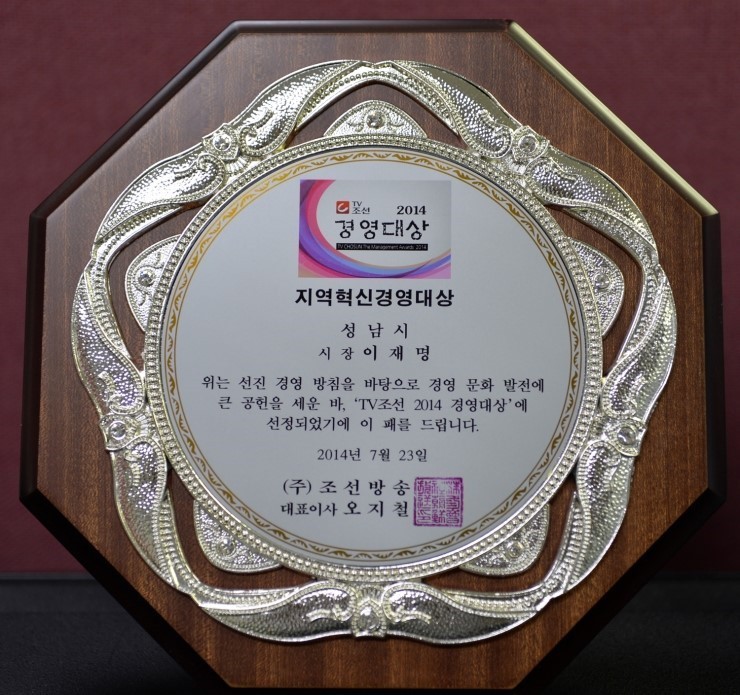 TV
조선
2014
경영대상
TV CHOSUN The Management Awards 2014
지역혁신경영대상
성남시
시장 이재명
위는 선진 경영 방침을 바탕으로 경영 문화 발전에
큰 공헌을 세운 바, ‘TV조선 2014 경영대상’에
선정되었기에 이 패를 드립니다.
2014년 7월 23일
(주) 조선방송
대표이사 오지철